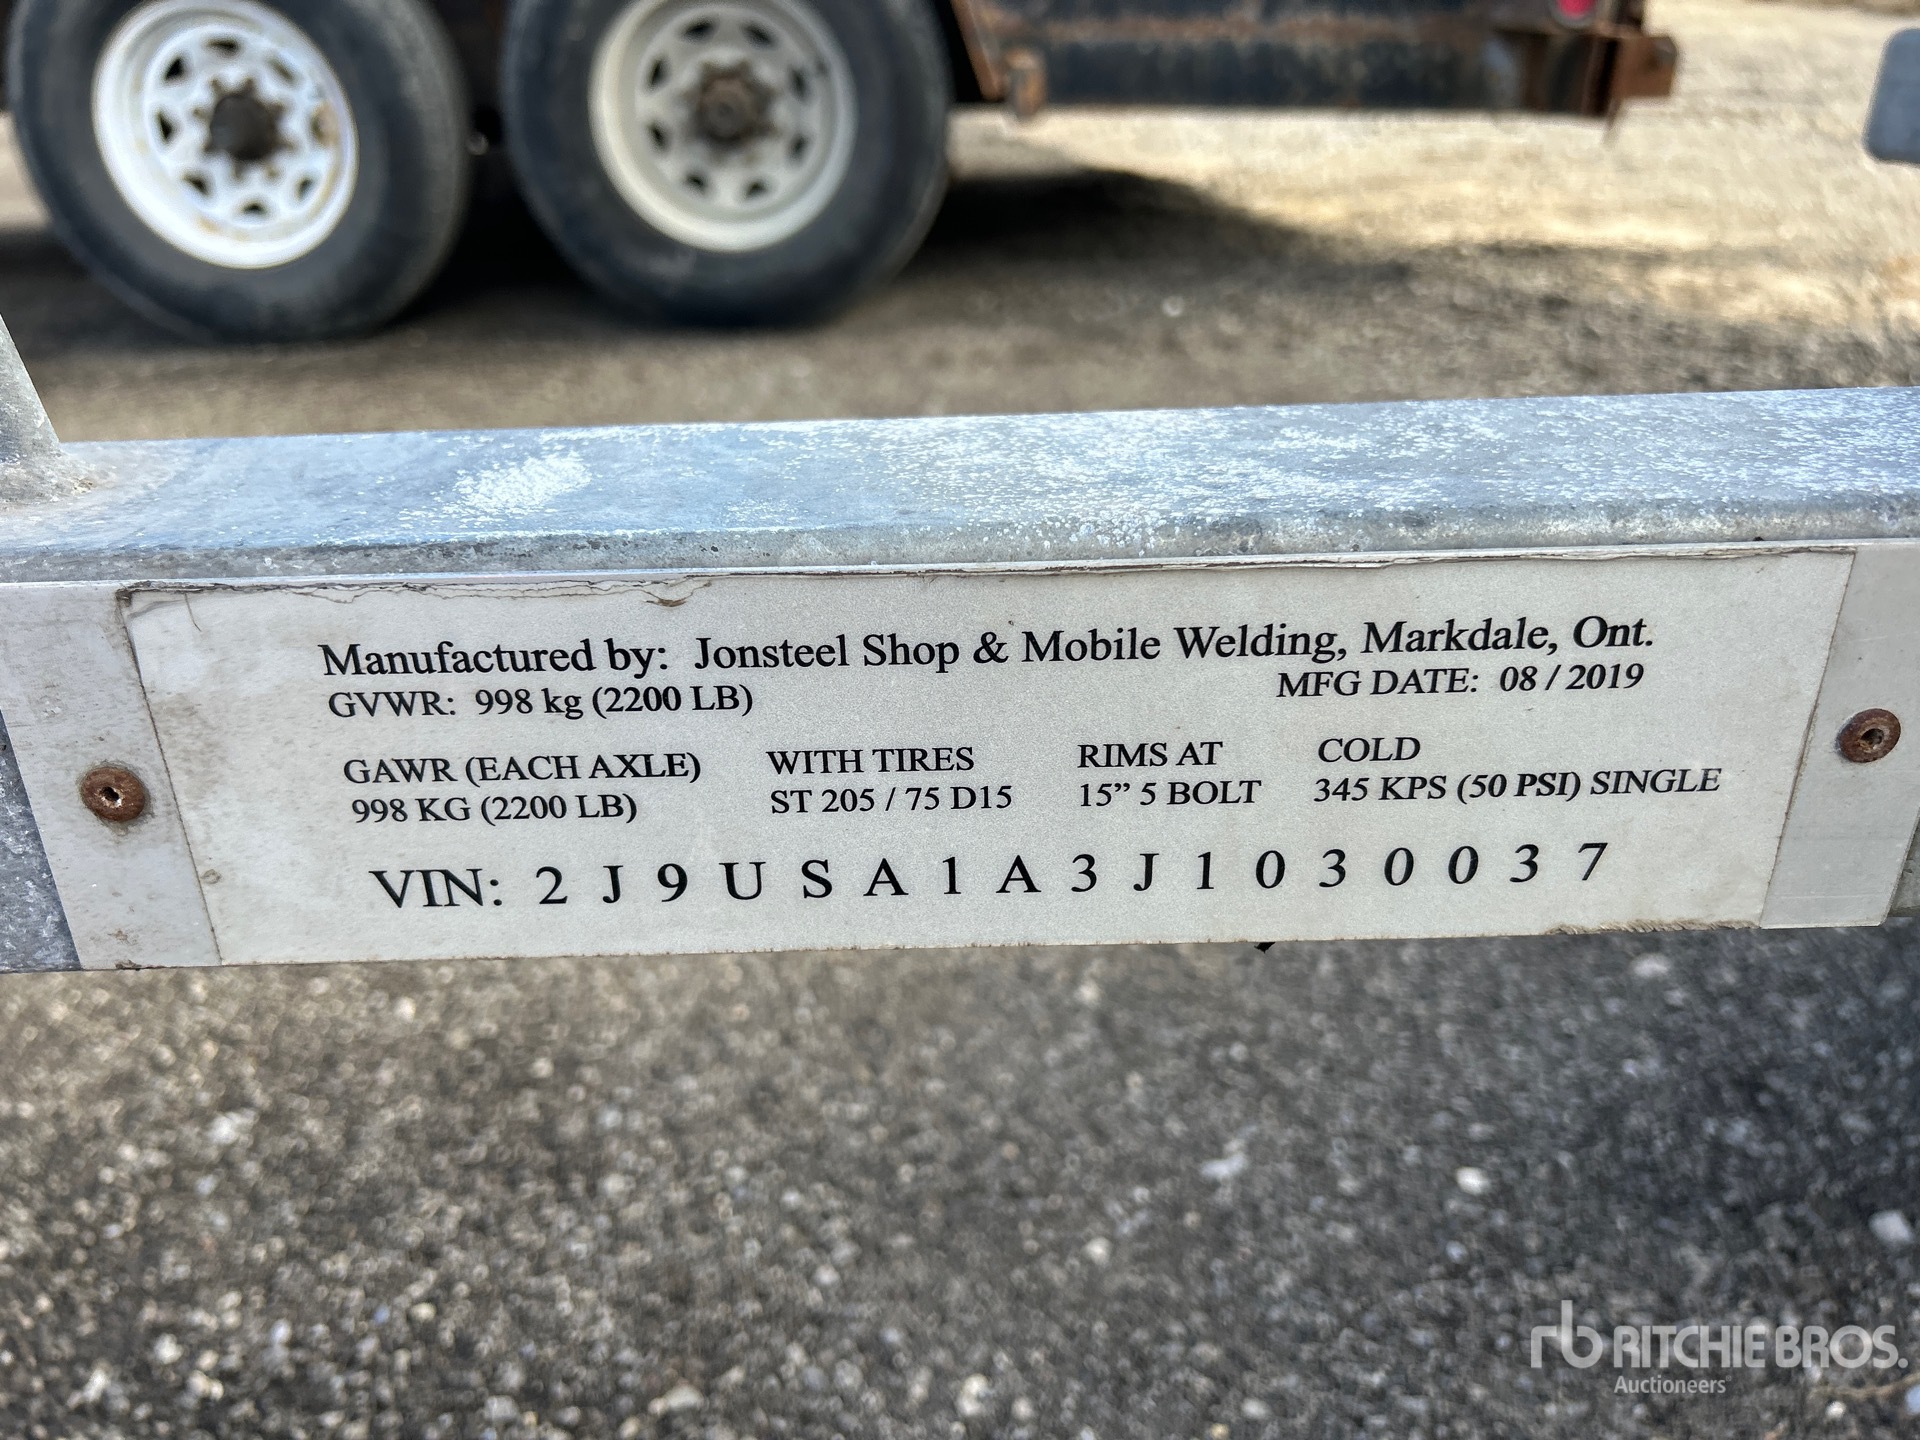 Manufactured by: Jonsteel Shop & Mobile Welding, Markdale, Ont.
GVWR: 998 kg (2200 LB) MFG DATE: 08 / 2019
GAWR (EACH AXLE) WITH TIRES RIMS AT COLD
998 KG (2200 LB) ST 205 / 75 D15 15” 5 BOLT 345 KPS (50 PSI) SINGLE
VIN: 2 J 9 U S A 1 A 3 J 1 0 3 0 0 3 7
rb RITCHIE BROS.
Auctioneers